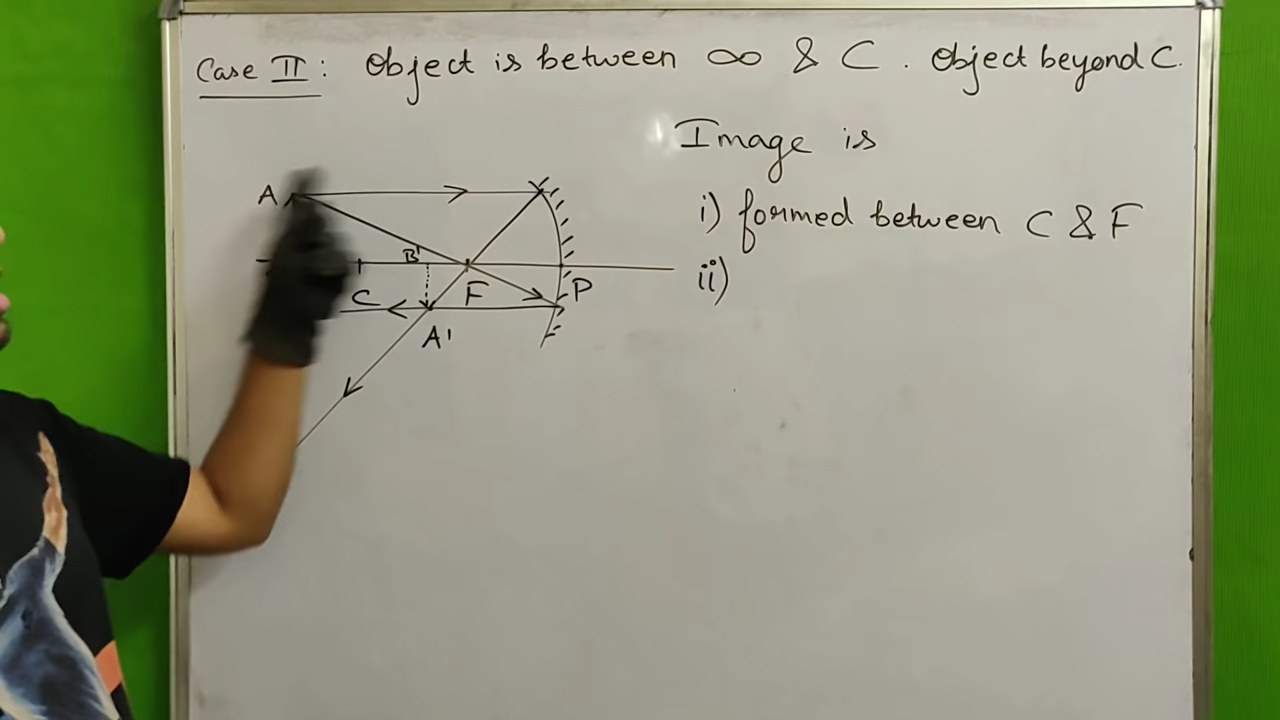 Case II : Object is between ∞ & C . Object beyond C.
Image is
i) formed between C & F
ii)
A
B'
C
F
P
A'